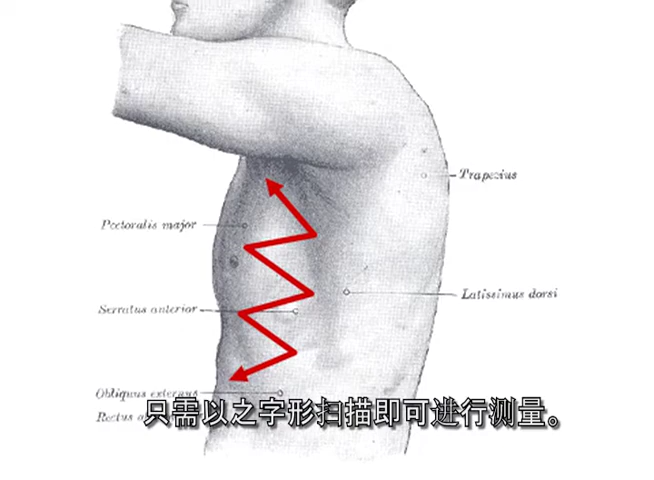 Trapezius
Pectoralis major
Latissimus dorsi
Serratus anterior
Obliquus externus
Rectus
只需以之字形扫描即可进行测量。